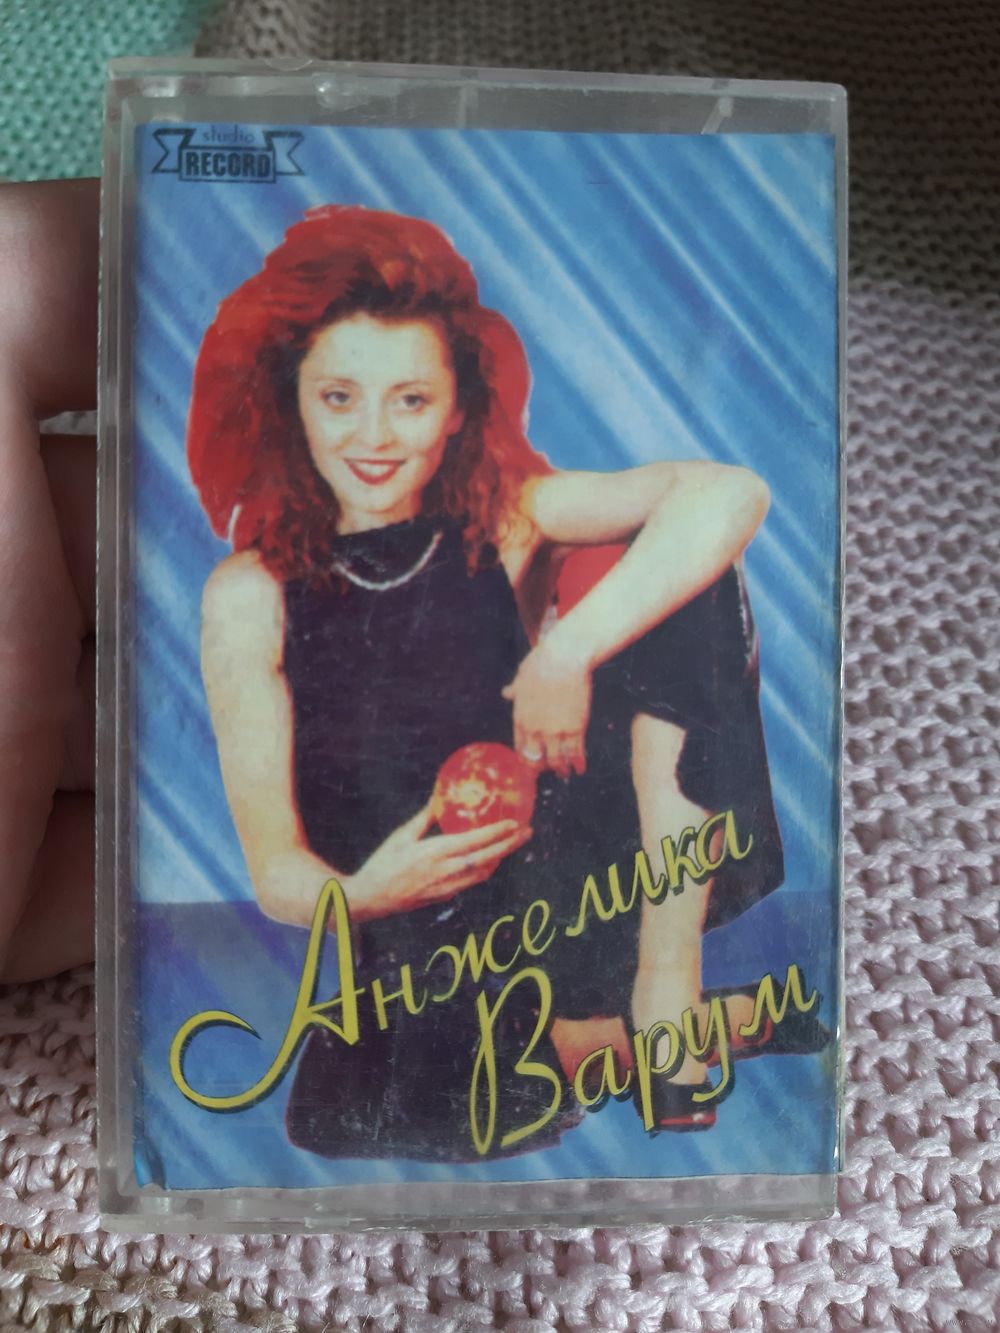 studio
RECORD
Анжелика
Варум